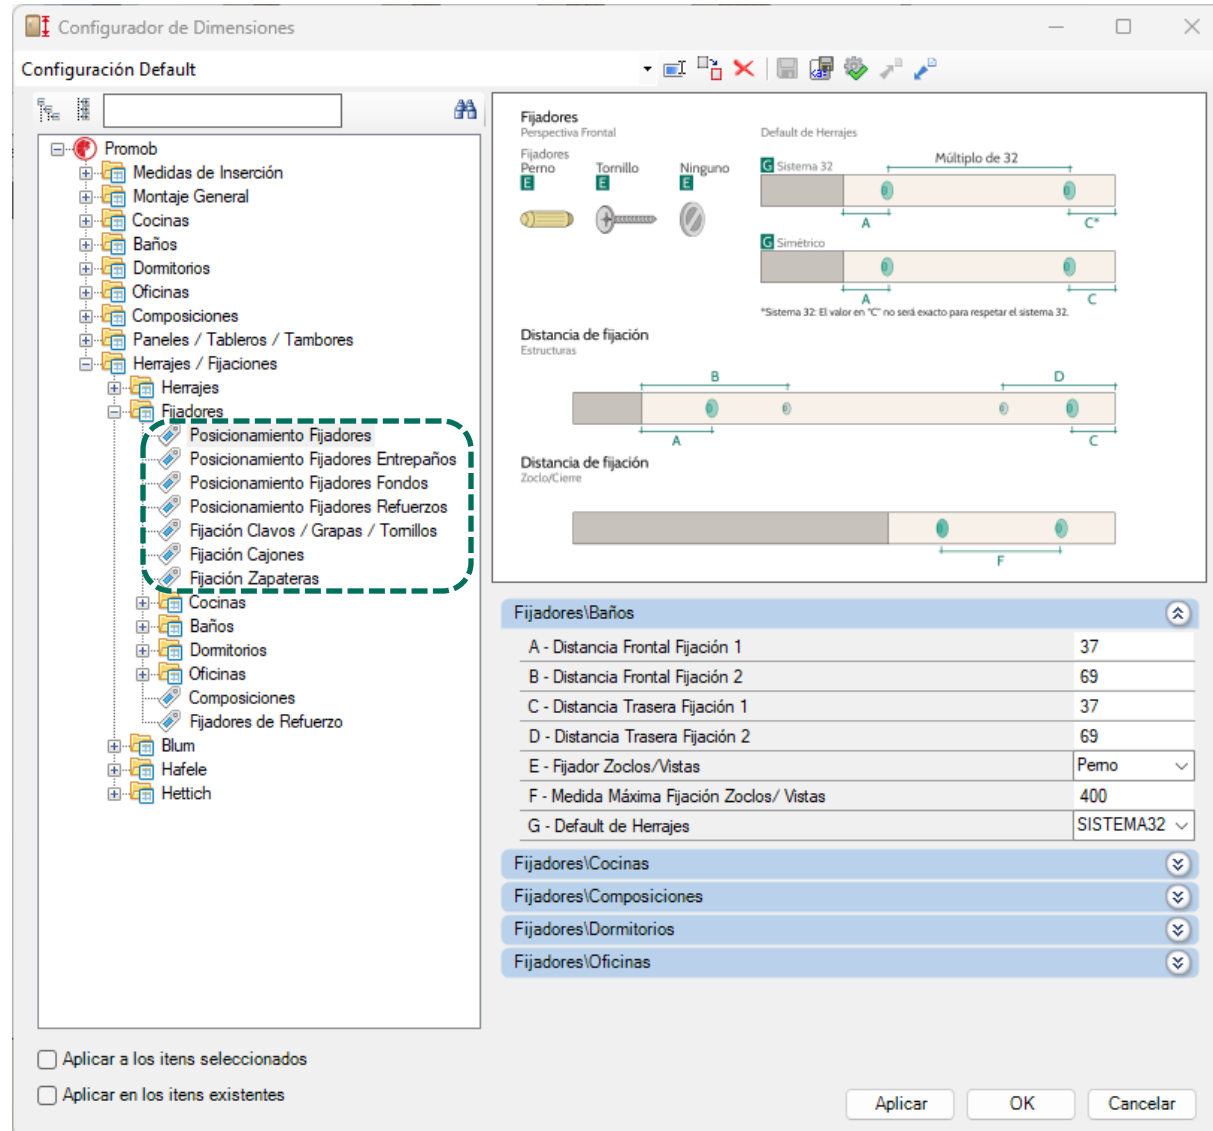 Configurador de Dimensiones
Configuración Default
Promob
Medidas de Inserción
Montaje General
Cocinas
Baños
Dormitorios
Oficinas
Composiciones
Paneles / Tableros / Tambores
Herrajes / Fijaciones
Herrajes
Fijadores
Posicionamiento Fijadores
Posicionamiento Fijadores Entrepaños
Posicionamiento Fijadores Fondos
Posicionamiento Fijadores Refuerzos
Fijación Clavos / Grapas / Tornillos
Fijación Cajones
Fijación Zapateras
Cocinas
Baños
Dormitorios
Oficinas
Composiciones
Fijadores de Refuerzo
Blum
Hafele
Hettich
Fijadores
Perspectiva Frontal
Fijadores
Perno Tornillo Ninguno
E E E
Default de Herrajes
G Sistema 32
Múltiplo de 32
A C*
G Simétrico
A C
*Sistema 32: El valor en "C" no será exacto para respetar el sistema 32.
Distancia de fijación
Estructuras
B D
A C
Distancia de fijación
Zoclo/Cierre
F
Fijadores\Baños
A - Distancia Frontal Fijación 1 37
B - Distancia Frontal Fijación 2 69
C - Distancia Trasera Fijación 1 37
D - Distancia Trasera Fijación 2 69
E - Fijador Zoclos/Vistas Perno
F - Medida Máxima Fijación Zoclos/ Vistas 400
G - Default de Herrajes SISTEMA32
Fijadores\Cocinas
Fijadores\Composiciones
Fijadores\Dormitorios
Fijadores\Oficinas
Aplicar a los itens seleccionados
Aplicar en los itens existentes
Aplicar OK Cancelar